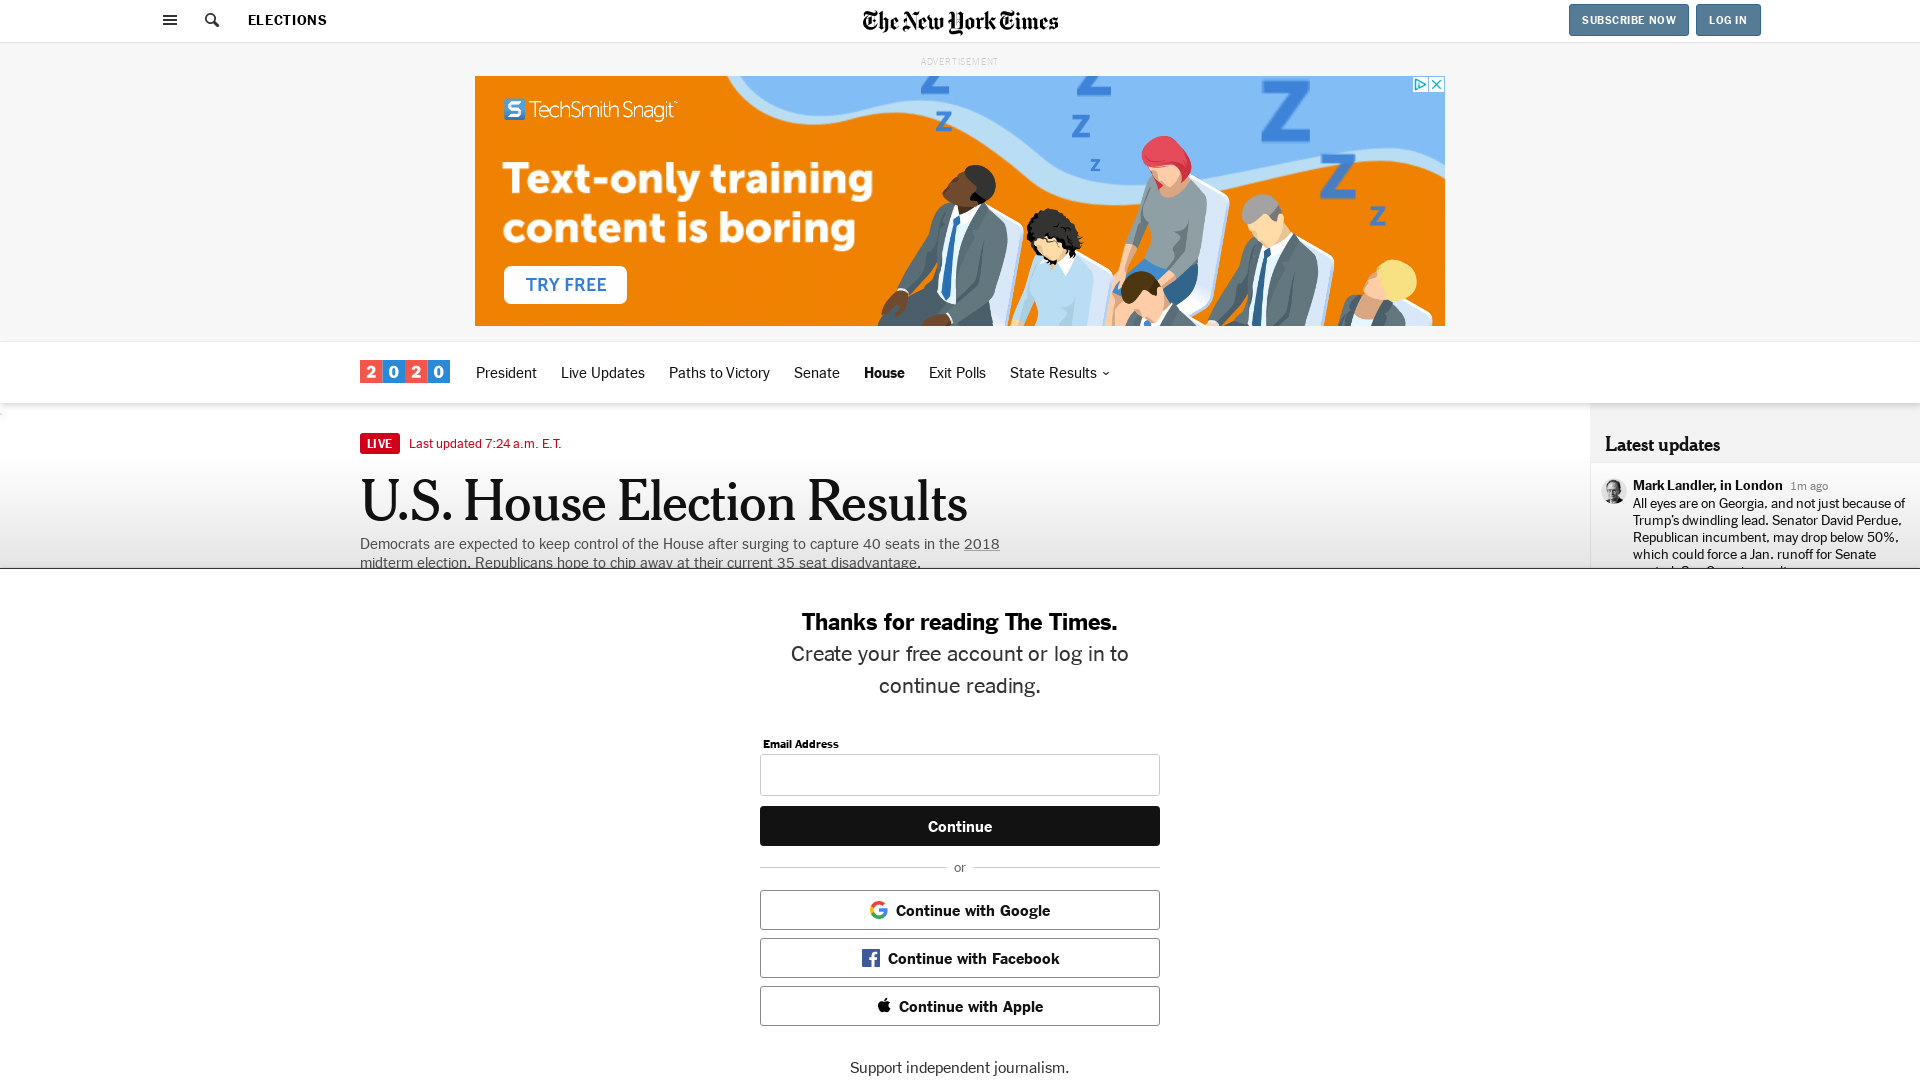 ELECTIONS
The New York Times
SUBSCRIBE NOW
LOG IN
ADVERTISEMENT
TechSmith Snagit™
Text-only training
content is boring
TRY FREE
Z
Z
Z
Z
Z
Z
Z
Z
Z
2020
President
Live Updates
Paths to Victory
Senate
House
Exit Polls
State Results
LIVE
Last updated 7:24 a.m. E.T.
U.S. House Election Results
Democrats are expected to keep control of the House after surging to capture 40 seats in the 2018
midterm election. Republicans hope to chip away at their current 35 seat disadvantage.
Latest updates
Mark Landler, in London 1m ago
All eyes are on Georgia, and not just because of
Trump's dwindling lead. Senator David Perdue,
Republican incumbent, may drop below 50%,
which could force a Jan. runoff for Senate
Thanks for reading The Times.
Create your free account or log in to
continue reading.
Email Address
Continue
or
Continue with Google
Continue with Facebook
Continue with Apple
Support independent journalism.